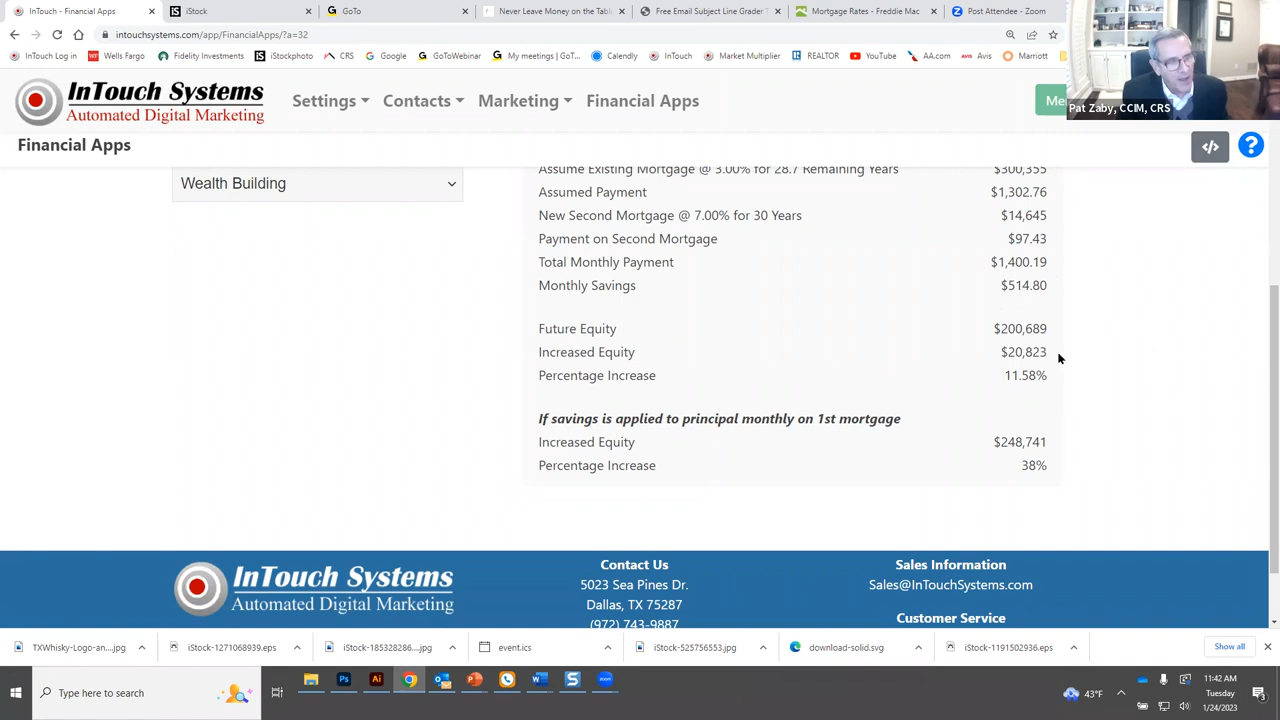 InTouch - Financial Apps
iStock
GoTo
Never Leave Money on the Tabl
Free Email Subject Line Grader T
Mortgage Rates - Freddie Mac
Post Attendee - Zoom
intouchsystems.com/app/FinancialApps/?a=32
InTouch Log in
Wells Fargo
Fidelity Investments
iStockphoto
CRS
Google
GoToWebinar
My meetings | GoT...
Calendly
InTouch
Market Multiplier
REALTOR
YouTube
AA.com
Avis
Marriott
InTouch Systems
Automated Digital Marketing
Settings
Contacts
Marketing
Financial Apps
Pat Zaby, CCIM, CRS
Financial Apps
</>
?
Wealth Building
Assume Existing Mortgage @ 3.00% for 28.7 Remaining Years $300,355
Assumed Payment $1,302.76
New Second Mortgage @ 7.00% for 30 Years $14,645
Payment on Second Mortgage $97.43
Total Monthly Payment $1,400.19
Monthly Savings $514.80
Future Equity $200,689
Increased Equity $20,823
Percentage Increase 11.58%
If savings is applied to principal monthly on 1st mortgage
Increased Equity $248,741
Percentage Increase 38%
InTouch Systems
Automated Digital Marketing
Contact Us
5023 Sea Pines Dr.
Dallas, TX 75287
(972) 743-9887
Sales Information
Sales@InTouchSystems.com
Customer Service
TXWhisky-Logo-an....jpg
iStock-1271068939.eps
iStock-185328286....jpg
event.ics
iStock-525756553.jpg
download-solid.svg
iStock-1191502936.eps
Show all
Type here to search
43°F
11:42 AM
Tuesday
1/24/2023